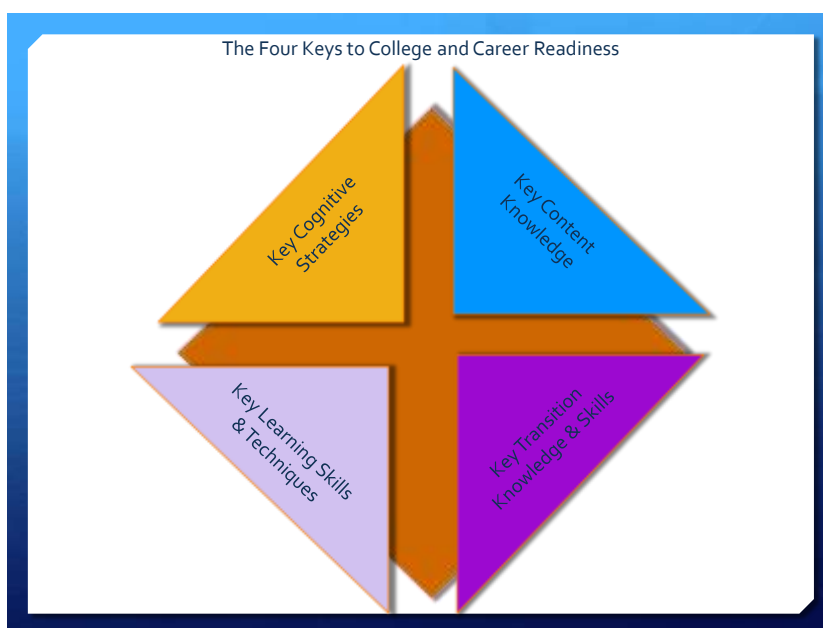 The Four Keys to College and Career Readiness
Key Cognitive
Strategies
Key Content
Knowledge
Key Learning Skills
& Techniques
Key Transition
Knowledge & Skills